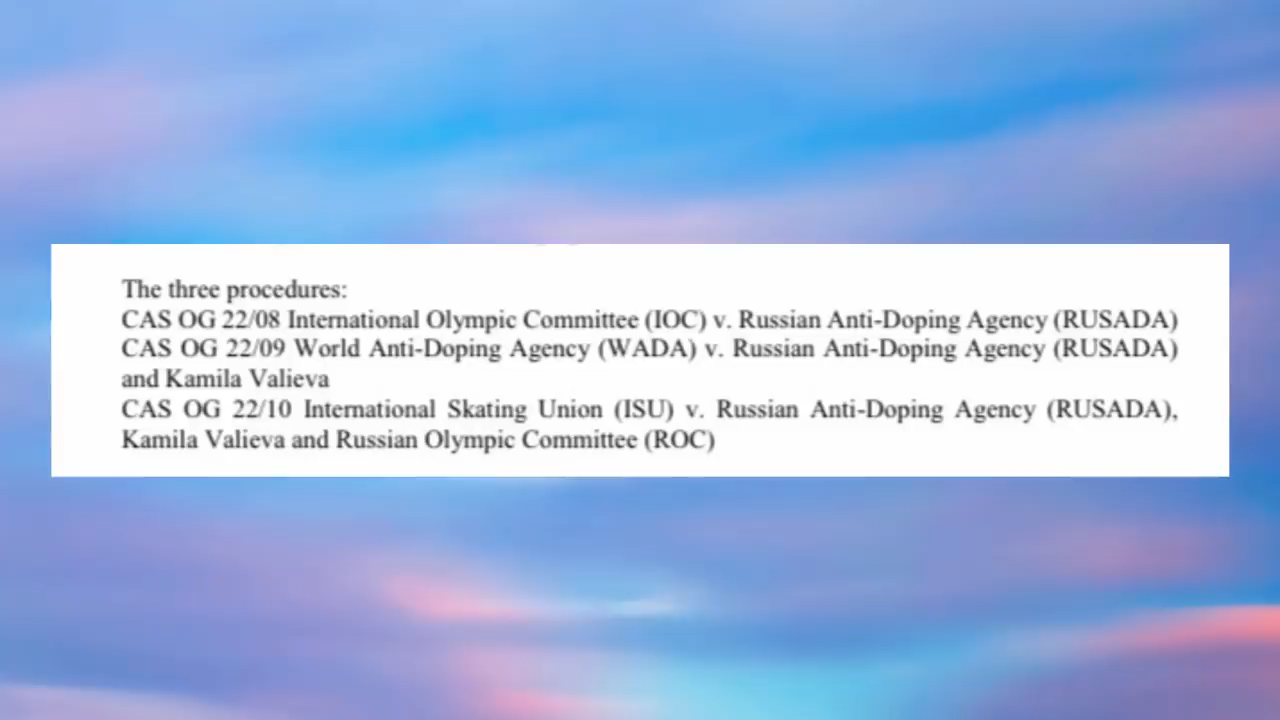 The three procedures:
CAS OG 22/08 International Olympic Committee (IOC) v. Russian Anti-Doping Agency (RUSADA)
CAS OG 22/09 World Anti-Doping Agency (WADA) v. Russian Anti-Doping Agency (RUSADA)
and Kamila Valieva
CAS OG 22/10 International Skating Union (ISU) v. Russian Anti-Doping Agency (RUSADA),
Kamila Valieva and Russian Olympic Committee (ROC)